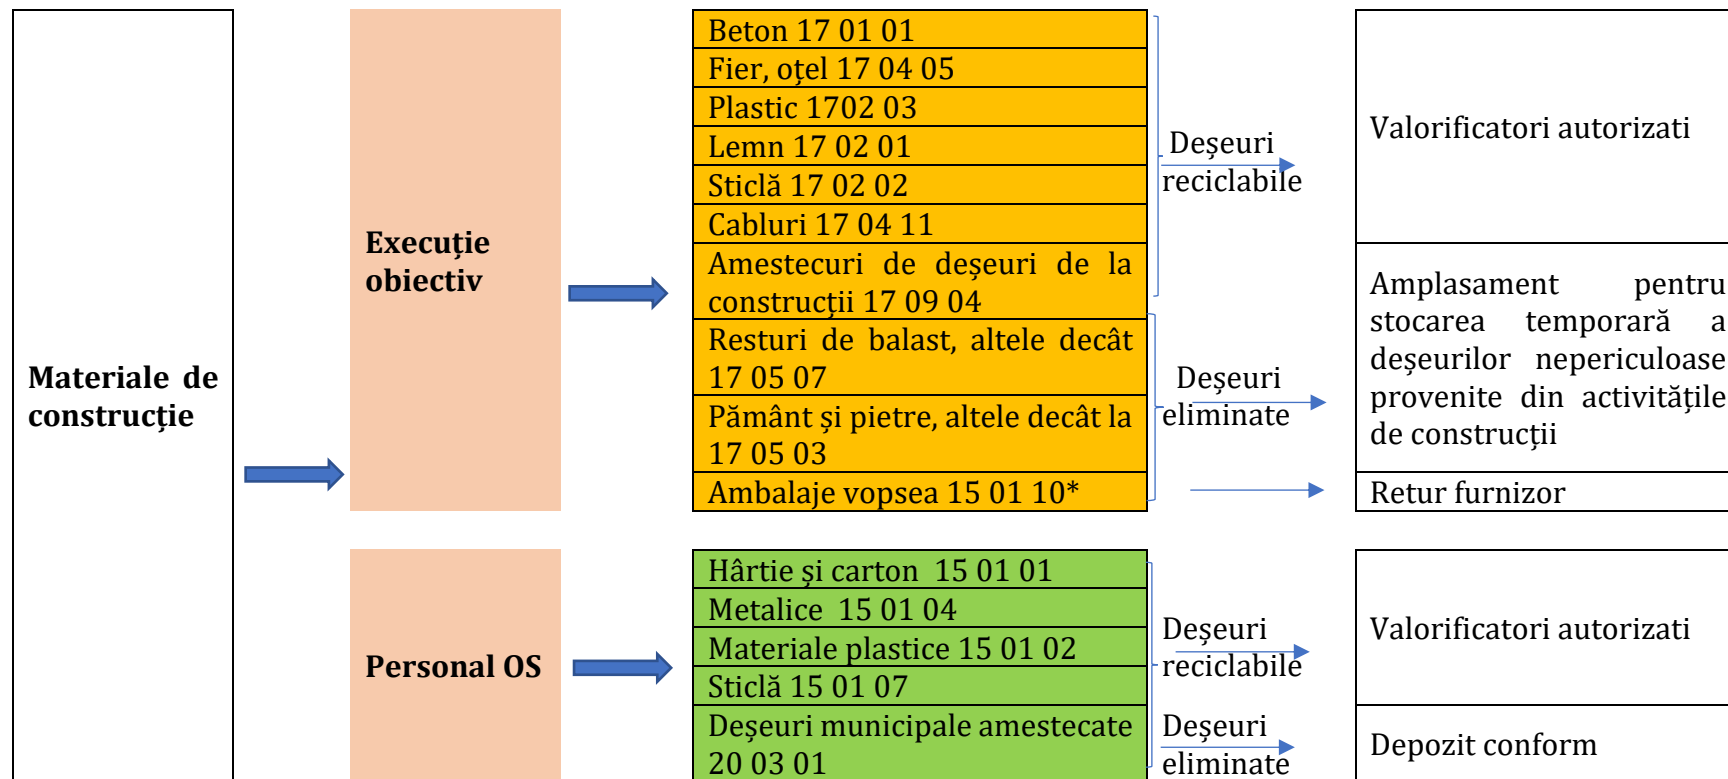 Materiale de
construcție
Execuție
obiectiv
Beton 17 01 01
Fier, oțel 17 04 05
Plastic 1702 03
Lemn 17 02 01
Sticlă 17 02 02
Cabluri 17 04 11
Amestecuri de deșeuri de la
construcții 17 09 04
Resturi de balast, altele decât
17 05 07
Pământ și pietre, altele decât la
17 05 03
Ambalaje vopsea 15 01 10*
Deșeuri
reciclabile
Deșeuri
eliminate
Valorificatori autorizati
Amplasament pentru
stocarea temporară a
deșeurilor nepericuloase
provenite din activitățile
de construcții
Retur furnizor
Personal OS
Hârtie și carton 15 01 01
Metalice 15 01 04
Materiale plastice 15 01 02
Sticlă 15 01 07
Deșeuri municipale amestecate
20 03 01
Deșeuri
reciclabile
Deșeuri
eliminate
Valorificatori autorizati
Depozit conform